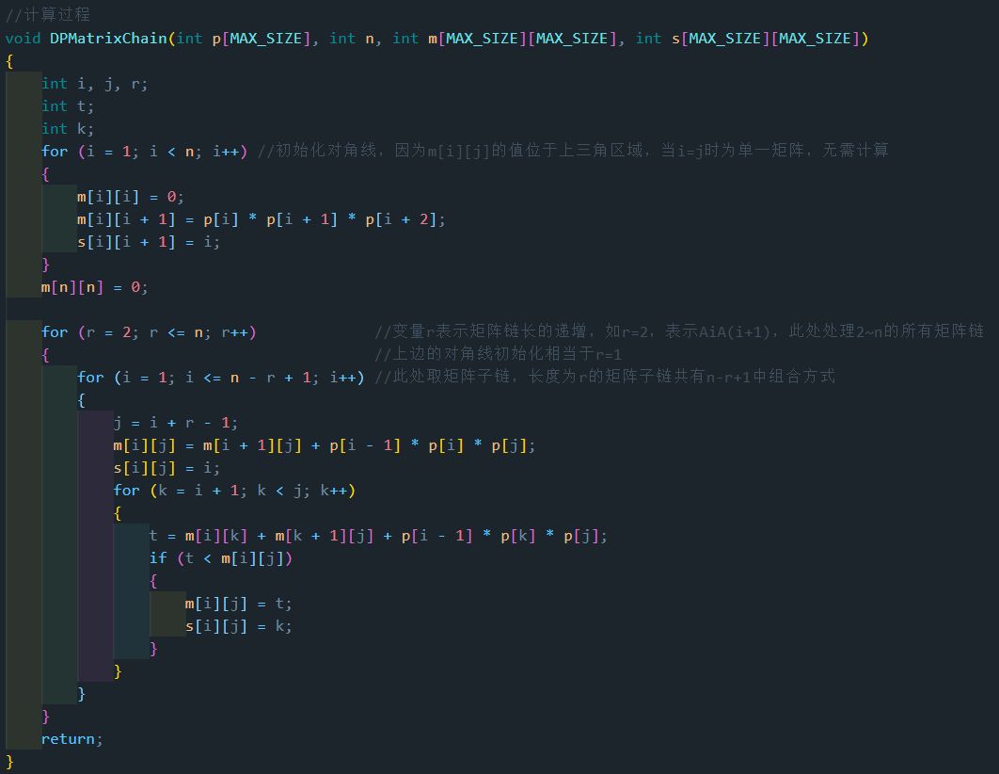 //计算过程
void DPMatrixChain(int p[MAX_SIZE], int n, int m[MAX_SIZE][MAX_SIZE], int s[MAX_SIZE][MAX_SIZE])
{
    int i, j, r;
    int t;
    int k;
    for (i = 1; i < n; i++) //初始化对角线，因为m[i][j]的值位于上三角区域，当i=j时为单一矩阵，无需计算
    {
        m[i][i] = 0;
        m[i][i + 1] = p[i] * p[i + 1] * p[i + 2];
        s[i][i + 1] = i;
    }
    m[n][n] = 0;

    for (r = 2; r <= n; r++)             //变量r表示矩阵链长的递增，如r=2，表示AiA(i+1)，此处处理2~n的所有矩阵链
    {                                    //上边的对角线初始化相当于r=1
        for (i = 1; i <= n - r + 1; i++) //此处取矩阵子链，长度为r的矩阵子链共有n-r+1中组合方式
        {
            j = i + r - 1;
            m[i][j] = m[i + 1][j] + p[i - 1] * p[i] * p[j];
            s[i][j] = i;
            for (k = i + 1; k < j; k++)
            {
                t = m[i][k] + m[k + 1][j] + p[i - 1] * p[k] * p[j];
                if (t < m[i][j])
                {
                    m[i][j] = t;
                    s[i][j] = k;
                }
            }
        }
    }
    return;
}